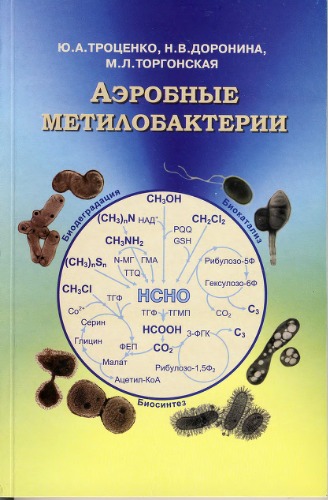 Ю.А.ТРОЦЕНКО, Н.В.ДОРОНИНА,
М.Л.ТОРГОНСКАЯ
АЭРОБНЫЕ
МЕТИЛОБАКТЕРИИ
Биодеградация
Биокатализ
CH₃OH
(CH₃)ₙN НАД⁺
CH₂Cl₂
PQQ
GSH
CH₃NH₂
(CH₃)ₙSₙ
N-МГ ГМА
TTQ
Рибулозо-5Ф
Гексулозо-6Ф
CH₃Cl
ТГФ
HCHO
Co²⁺
ТГФ ТГМП
CO₂
C₃
Серин
HCOOH
3-ФГК
C₃
Глицин
ФЕП
CO₂
Малат
Рибулозо-1,5Ф₂
Ацетил-КоА
Биосинтез